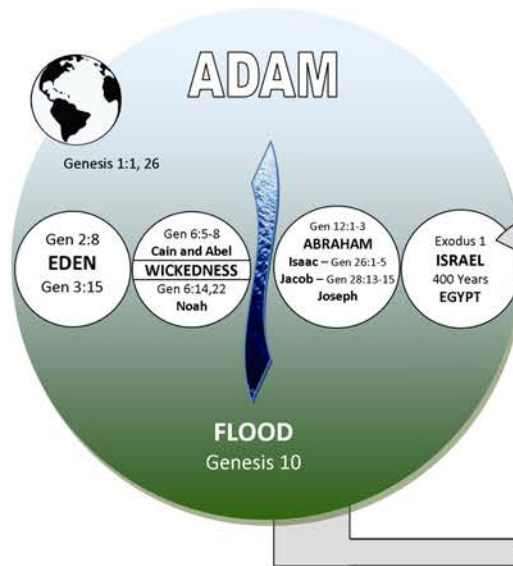 ADAM
Genesis 1:1, 26
Gen 2:8
EDEN
Gen 3:15
Gen 6:5-8
Cain and Abel
WICKEDNESS
Gen 6:14,22
Noah
Gen 12:1-3
ABRAHAM
Isaac – Gen 26:1-5
Jacob – Gen 28:13-15
Joseph
Exodus 1
ISRAEL
400 Years
EGYPT
FLOOD
Genesis 10